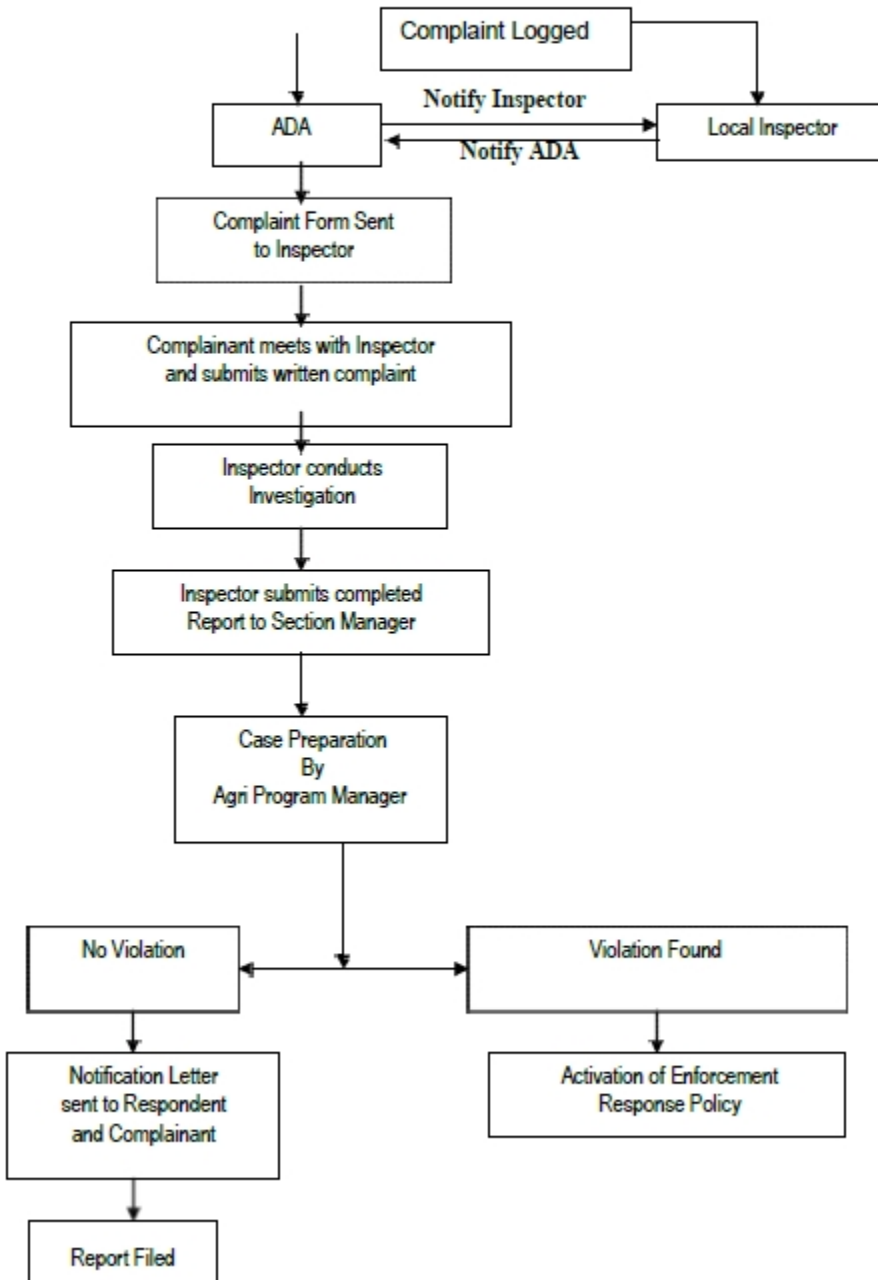 Complaint Logged
Notify Inspector
ADA
Local Inspector
Notify ADA
Complaint Form Sent
to Inspector
Complainant meets with Inspector
and submits written complaint
Inspector conducts
Investigation
Inspector submits completed
Report to Section Manager
Case Preparation
By
Agri Program Manager
No Violation
Violation Found
Notification Letter
sent to Respondent
and Complainant
Activation of Enforcement
Response Policy
Report Filed